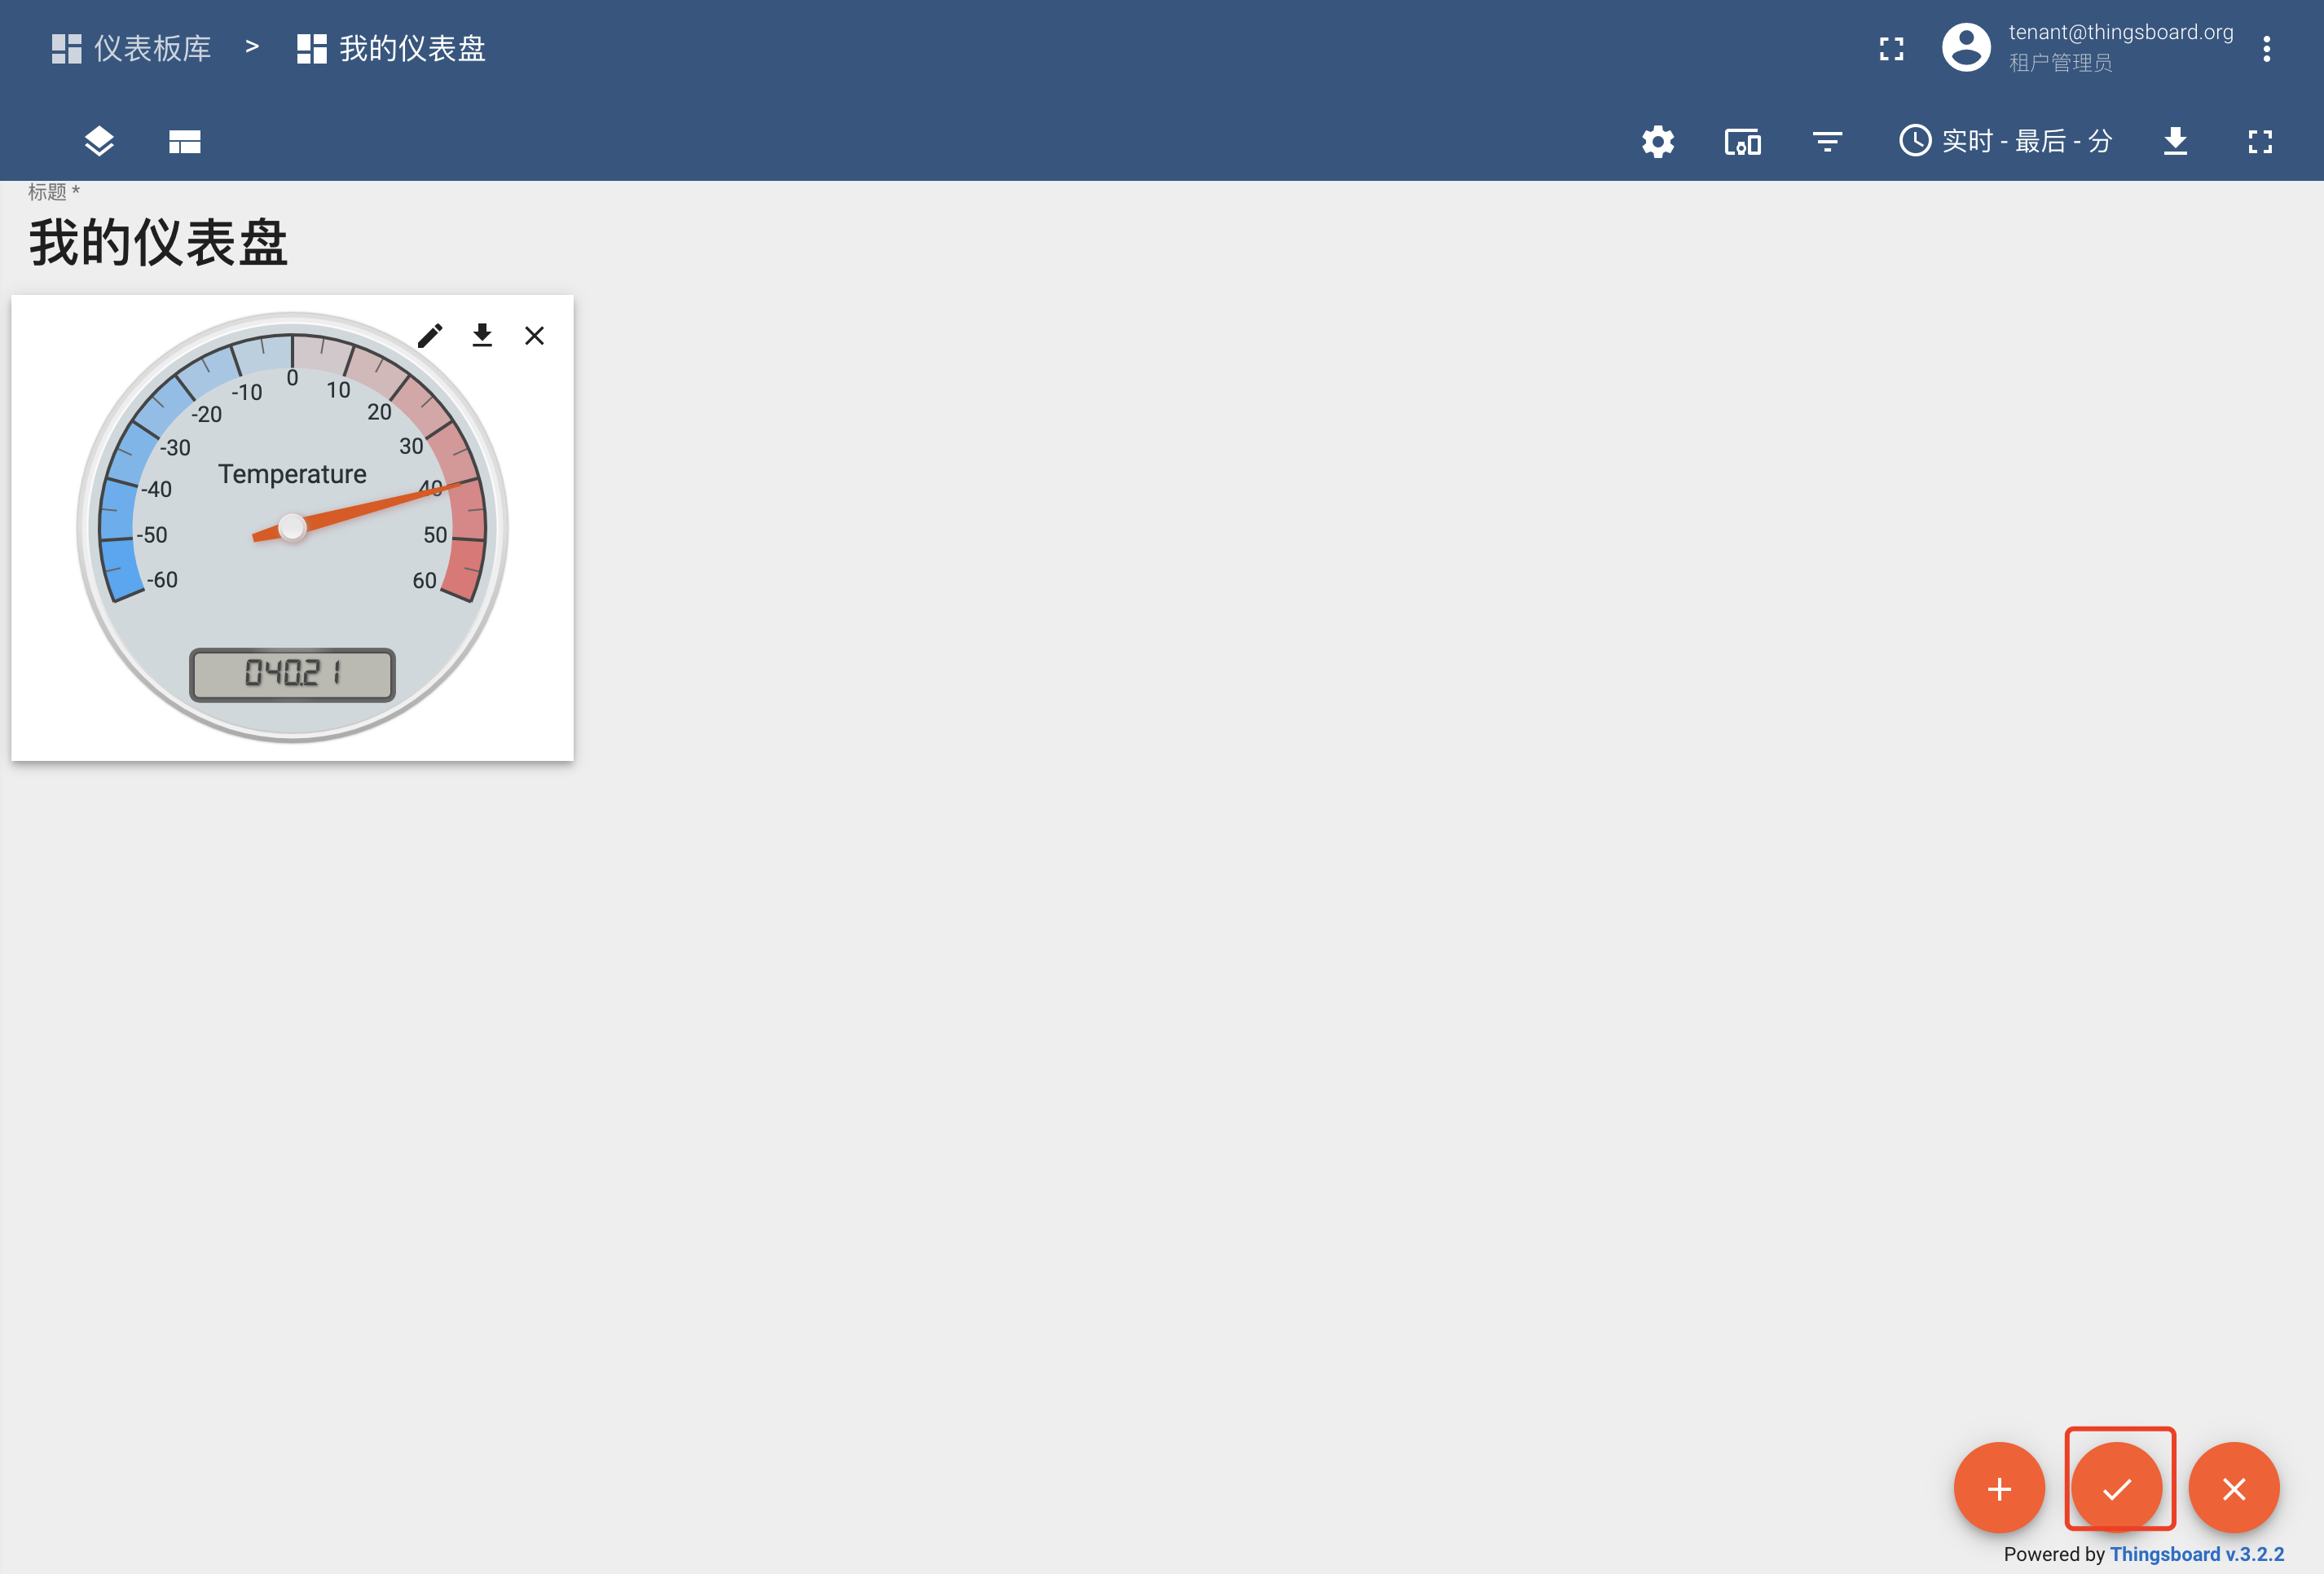 仪表板库 > 我的仪表盘
tenant@thingsboard.org
租户管理员
实时 - 最后 - 分
标题 *
我的仪表盘
0
-10 10
-20 20
-30 30
Temperature
-40 40
-50 50
-60 60
040.21
Powered by Thingsboard v.3.2.2